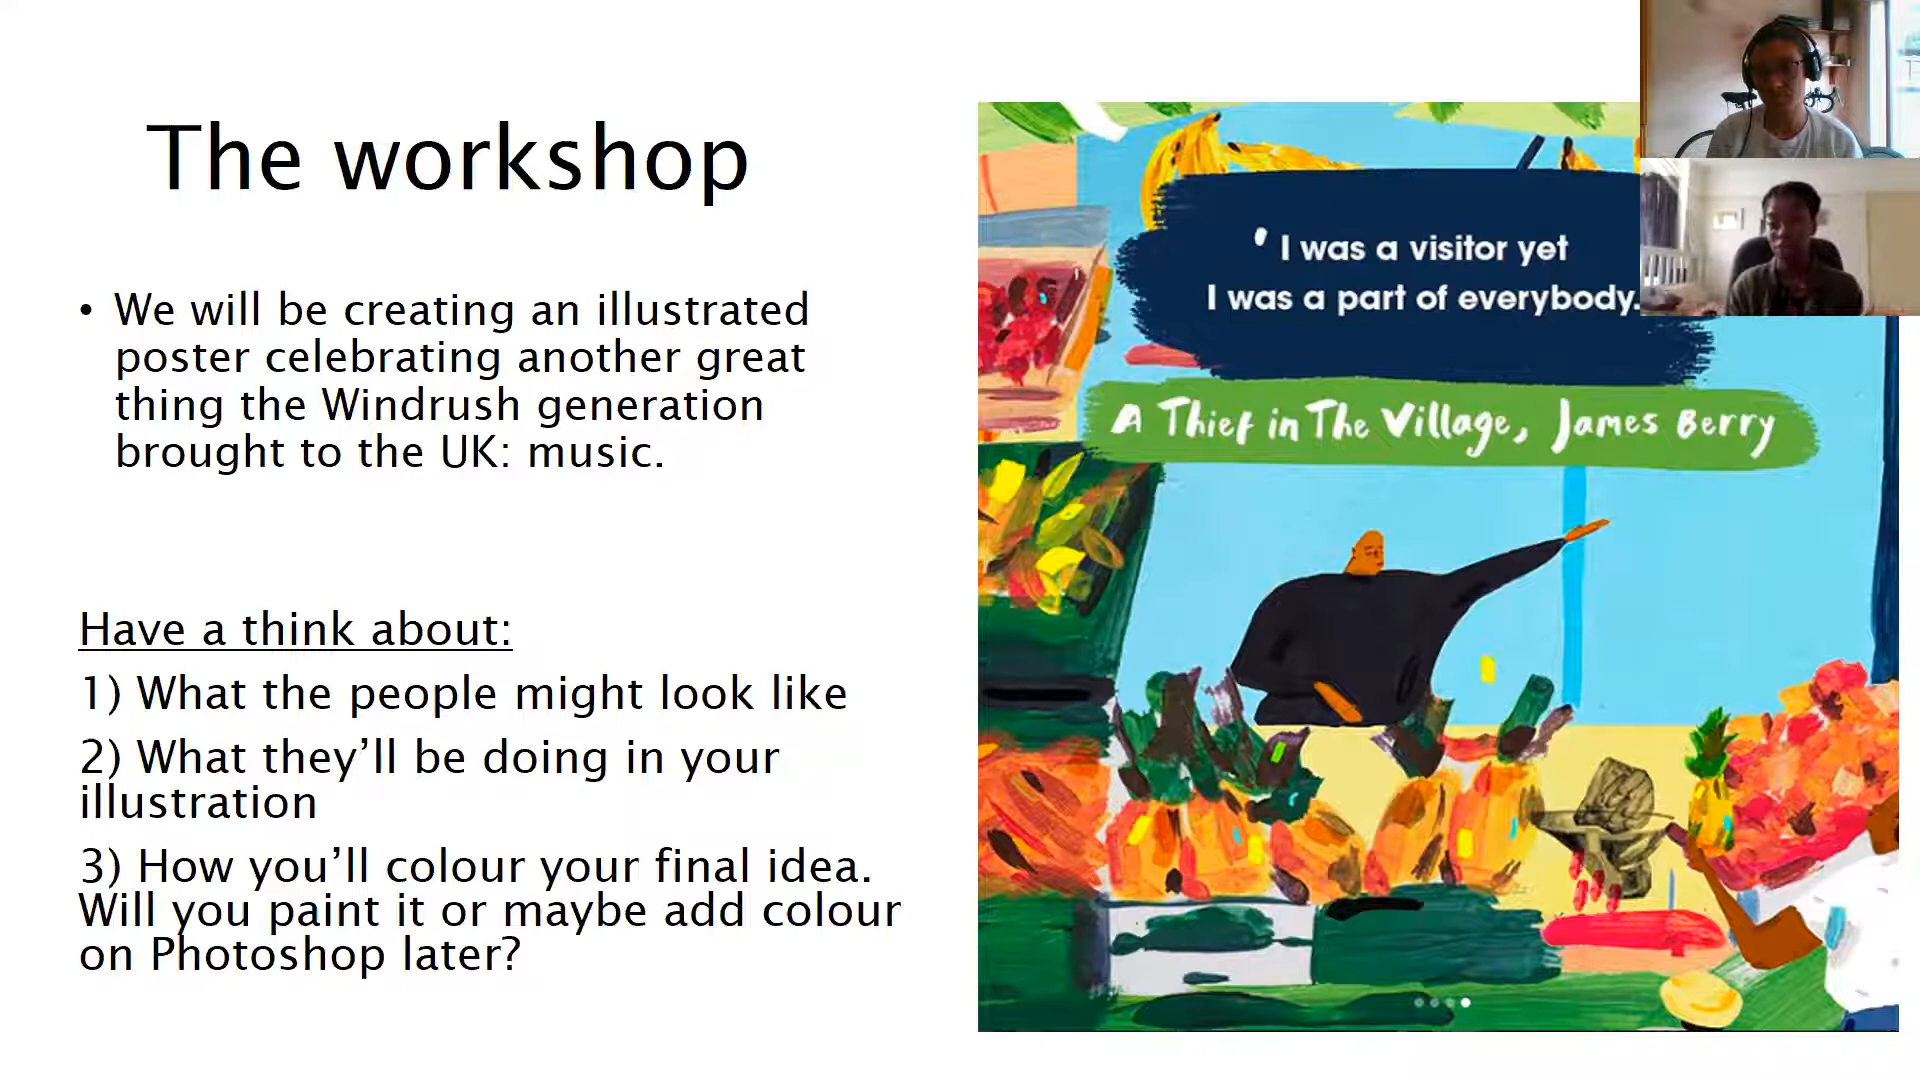 The workshop
• We will be creating an illustrated
poster celebrating another great
thing the Windrush generation
brought to the UK: music.
Have a think about:
1) What the people might look like
2) What they’ll be doing in your
illustration
3) How you’ll colour your final idea.
Will you paint it or maybe add colour
on Photoshop later?
' I was a visitor yet
I was a part of everybody.
A Thief in The Village, James Berry